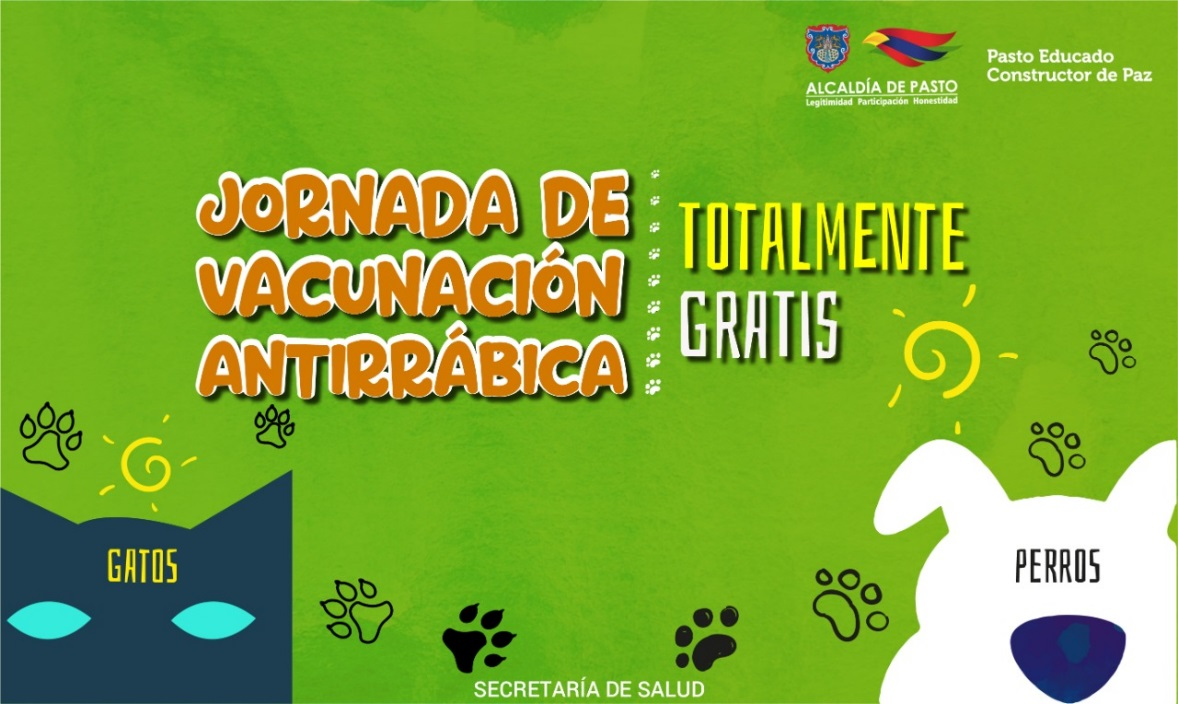 ALCALDÍA DE PASTO
Legitimidad Participación Honestidad
Pasto Educado
Constructor de Paz
JORNADA DE
VACUNACIÓN
ANTIRRÁBICA
TOTALMENTE
GRATIS
GATOS
PERROS
SECRETARÍA DE SALUD